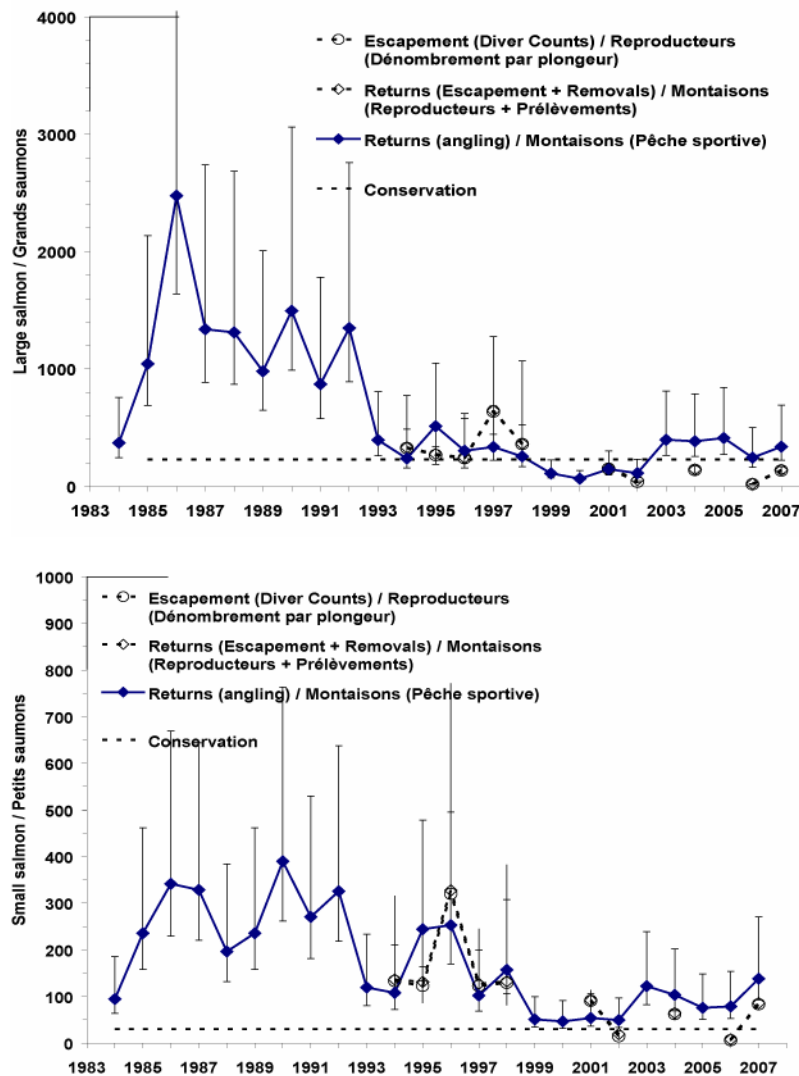 4000
3000
2000
1000
0
Large salmon / Grands saumons
Escapement (Diver Counts) / Reproducteurs
(Dénombrement par plongeur)
Returns (Escapement + Removals) / Montaisons
(Reproducteurs + Prélèvements)
Returns (angling) / Montaisons (Pêche sportive)
Conservation
1983 1985 1987 1989 1991 1993 1995 1997 1999 2001 2003 2005 2007
1000
900
800
700
600
500
400
300
200
100
0
Small salmon / Petits saumons
Escapement (Diver Counts) / Reproducteurs
(Dénombrement par plongeur)
Returns (Escapement + Removals) / Montaisons
(Reproducteurs + Prélèvements)
Returns (angling) / Montaisons (Pêche sportive)
Conservation
1983 1985 1987 1989 1991 1993 1995 1997 1999 2001 2003 2005 2007